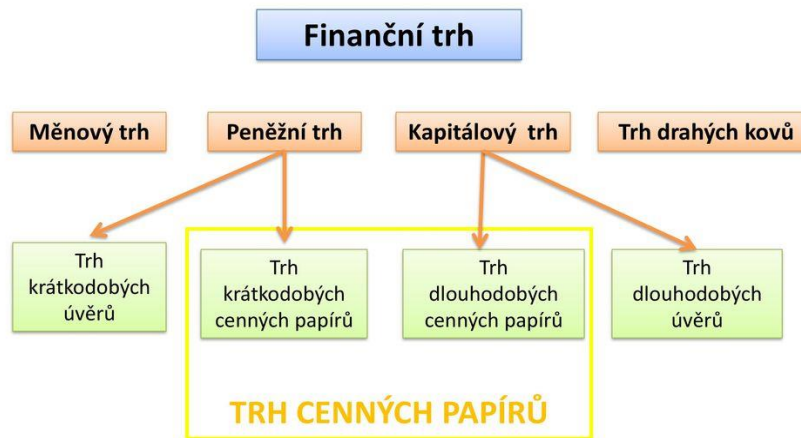 Finanční trh
Měnový trh
Peněžní trh
Kapitálový trh
Trh drahých kovů
Trh
krátkodobých
úvěrů
Trh
krátkodobých
cenných papírů
Trh
dlouhodobých
cenných papírů
Trh
dlouhodobých
úvěrů
TRH CENNÝCH PAPÍRŮ